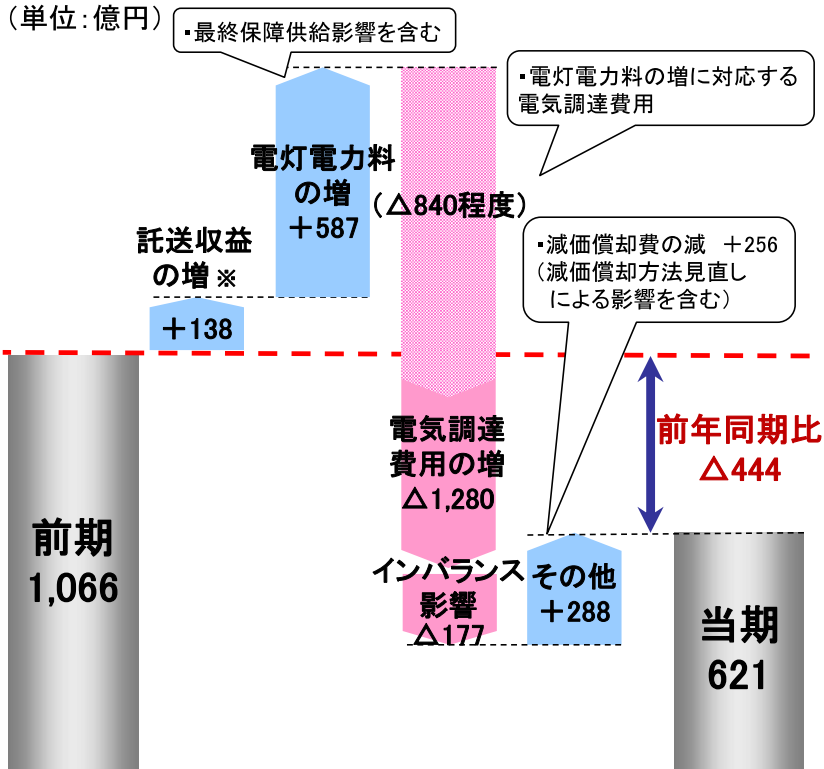 （単位：億円）
・最終保障供給影響を含む
・電灯電力料の増に対応する
電気調達費用
電灯電力料
の増
＋587
（△840程度）
託送収益
の増※
＋138
・減価償却費の減　＋256
（減価償却方法見直し
による影響を含む）
電気調達
費用の増
△1,280
前年同期比
△444
前期
1,066
インバランス
影響
△177
その他
＋288
当期
621